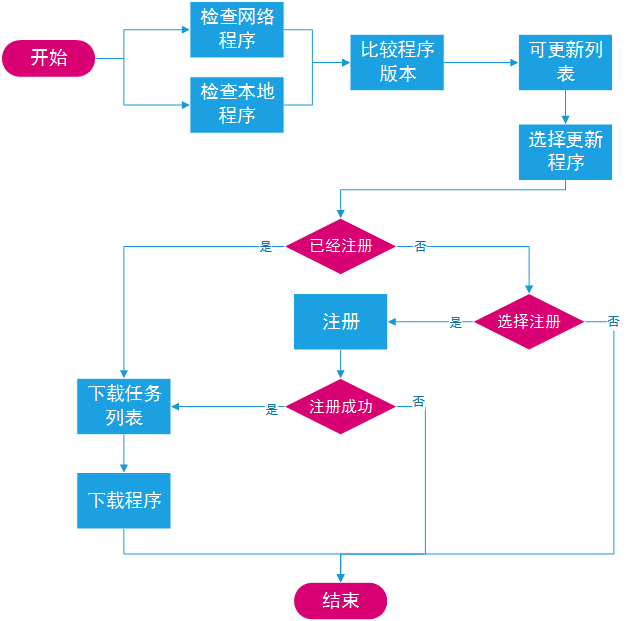 检查网络
程序
开始
检查本地
程序
比较程序
版本
可更新列
表
选择更新
程序
是
已经注册
否
注册
是
选择注册
否
下载任务
列表
是
注册成功
否
下载程序
结束